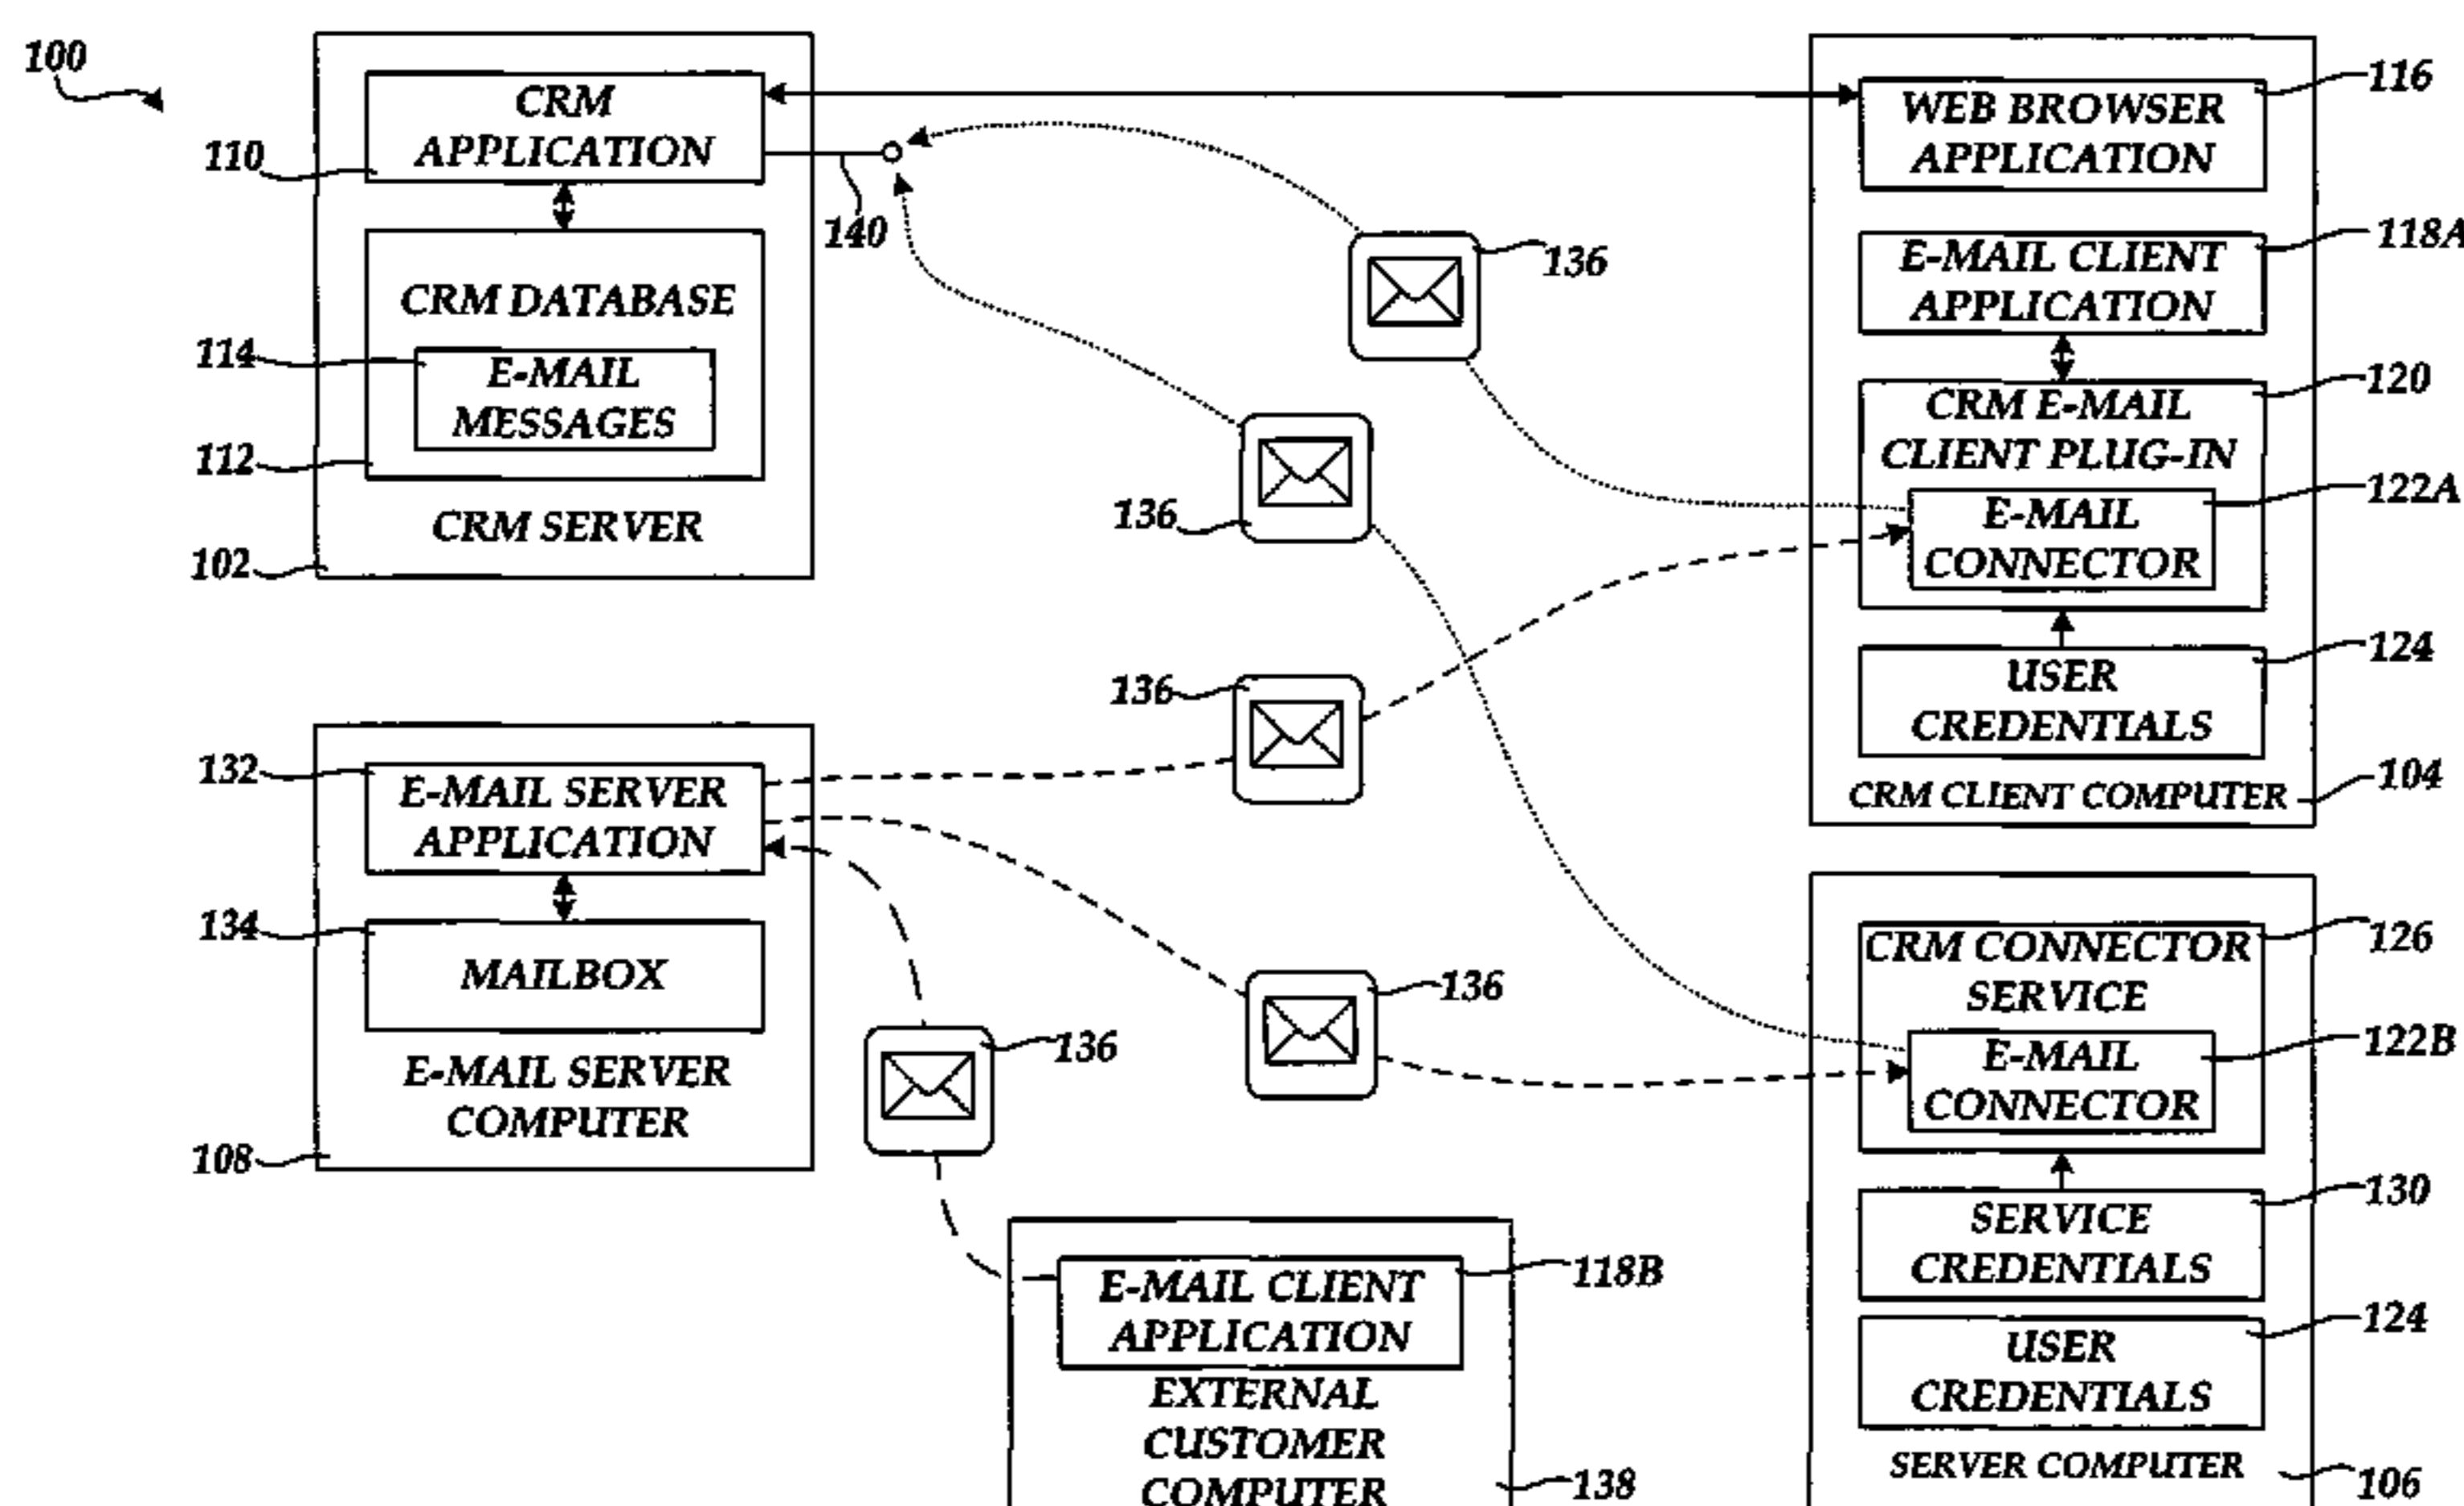 100
CRM
APPLICATION
110
140
CRM DATABASE
114
E-MAIL
MESSAGES
112
CRM SERVER
102
136
136
WEB BROWSER
APPLICATION
116
E-MAIL CLIENT
APPLICATION
118A
CRM E-MAIL
CLIENT PLUG-IN
120
E-MAIL
CONNECTOR
122A
USER
CREDENTIALS
124
CRM CLIENT COMPUTER
104
132
E-MAIL SERVER
APPLICATION
134
MAILBOX
E-MAIL SERVER
COMPUTER
108
136
136
136
E-MAIL CLIENT
APPLICATION
118B
EXTERNAL
CUSTOMER
COMPUTER
138
CRM CONNECTOR
SERVICE
126
E-MAIL
CONNECTOR
122B
SERVICE
CREDENTIALS
130
USER
CREDENTIALS
124
SERVER COMPUTER
106